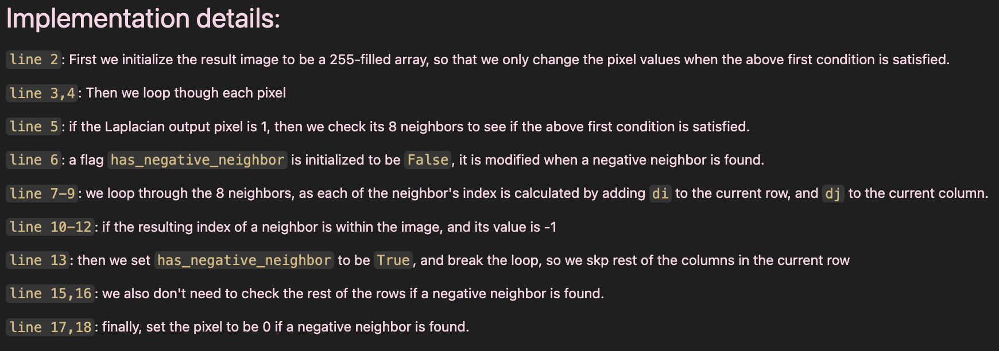 Implementation details:
line 2: First we initialize the result image to be a 255-filled array, so that we only change the pixel values when the above first condition is satisfied.
line 3,4: Then we loop though each pixel
line 5: if the Laplacian output pixel is 1, then we check its 8 neighbors to see if the above first condition is satisfied.
line 6: a flag has_negative_neighbor is initialized to be False, it is modified when a negative neighbor is found.
line 7-9: we loop through the 8 neighbors, as each of the neighbor's index is calculated by adding di to the current row, and dj to the current column.
line 10-12: if the resulting index of a neighbor is within the image, and its value is -1
line 13: then we set has_negative_neighbor to be True, and break the loop, so we skp rest of the columns in the current row
line 15,16: we also don't need to check the rest of the rows if a negative neighbor is found.
line 17,18: finally, set the pixel to be 0 if a negative neighbor is found.